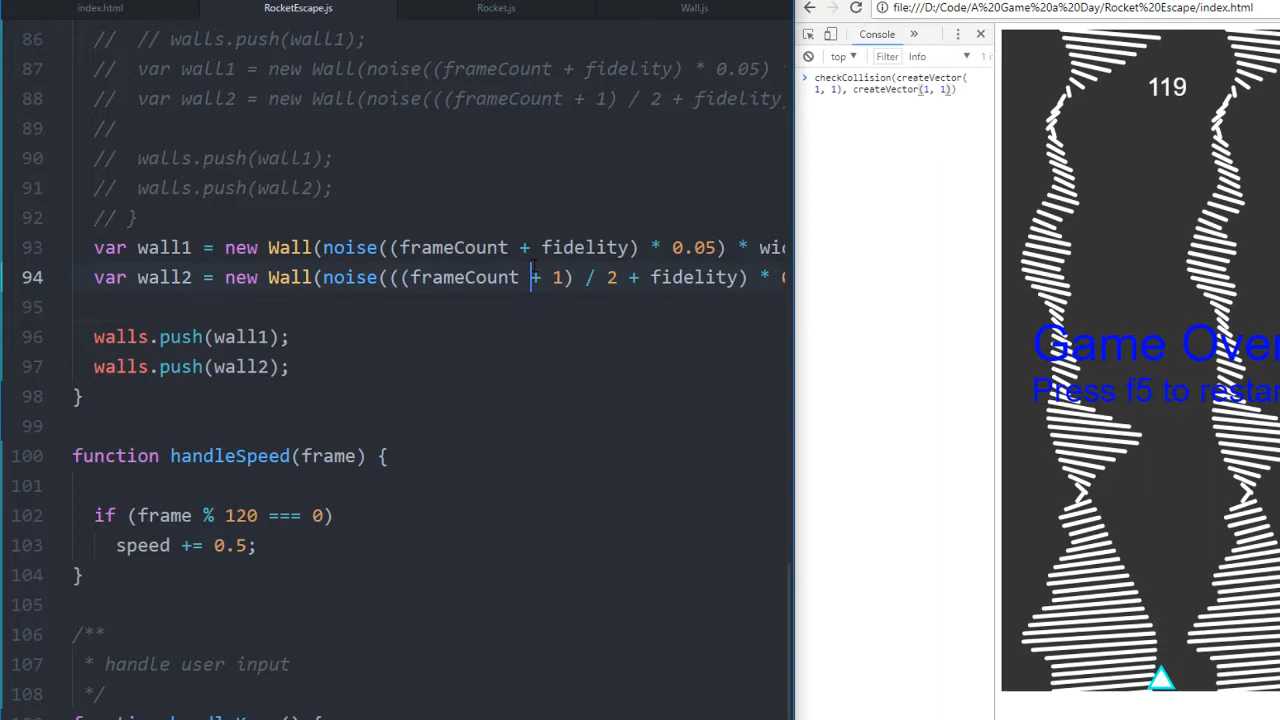 index.html
RocketEscape.js
Rocket.js
Wall.js
86 // // walls.push(wall1);
87 // var wall1 = new Wall(noise((frameCount + fidelity) * 0.05)
88 // var wall2 = new Wall(noise(((frameCount + 1) / 2 + fidelity
89 //
90 // walls.push(wall1);
91 // walls.push(wall2);
92 // }
93 var wall1 = new Wall(noise((frameCount + fidelity) * 0.05) * wid
94 var wall2 = new Wall(noise(((frameCount + 1) / 2 + fidelity) *
95
96 walls.push(wall1);
97 walls.push(wall2);
98 }
99
100 function handleSpeed(frame) {
101
102 if (frame % 120 === 0)
103 speed += 0.5;
104 }
105
106 /**
107 * handle user input
108 */
file:///D:/Code/A%20Game%20a%20Day/Rocket%20Escape/index.html
Console »
top Filter Info 1
checkCollision(createVector(
1, 1), createVector(1, 1))
119
Game Over
Press f5 to restar